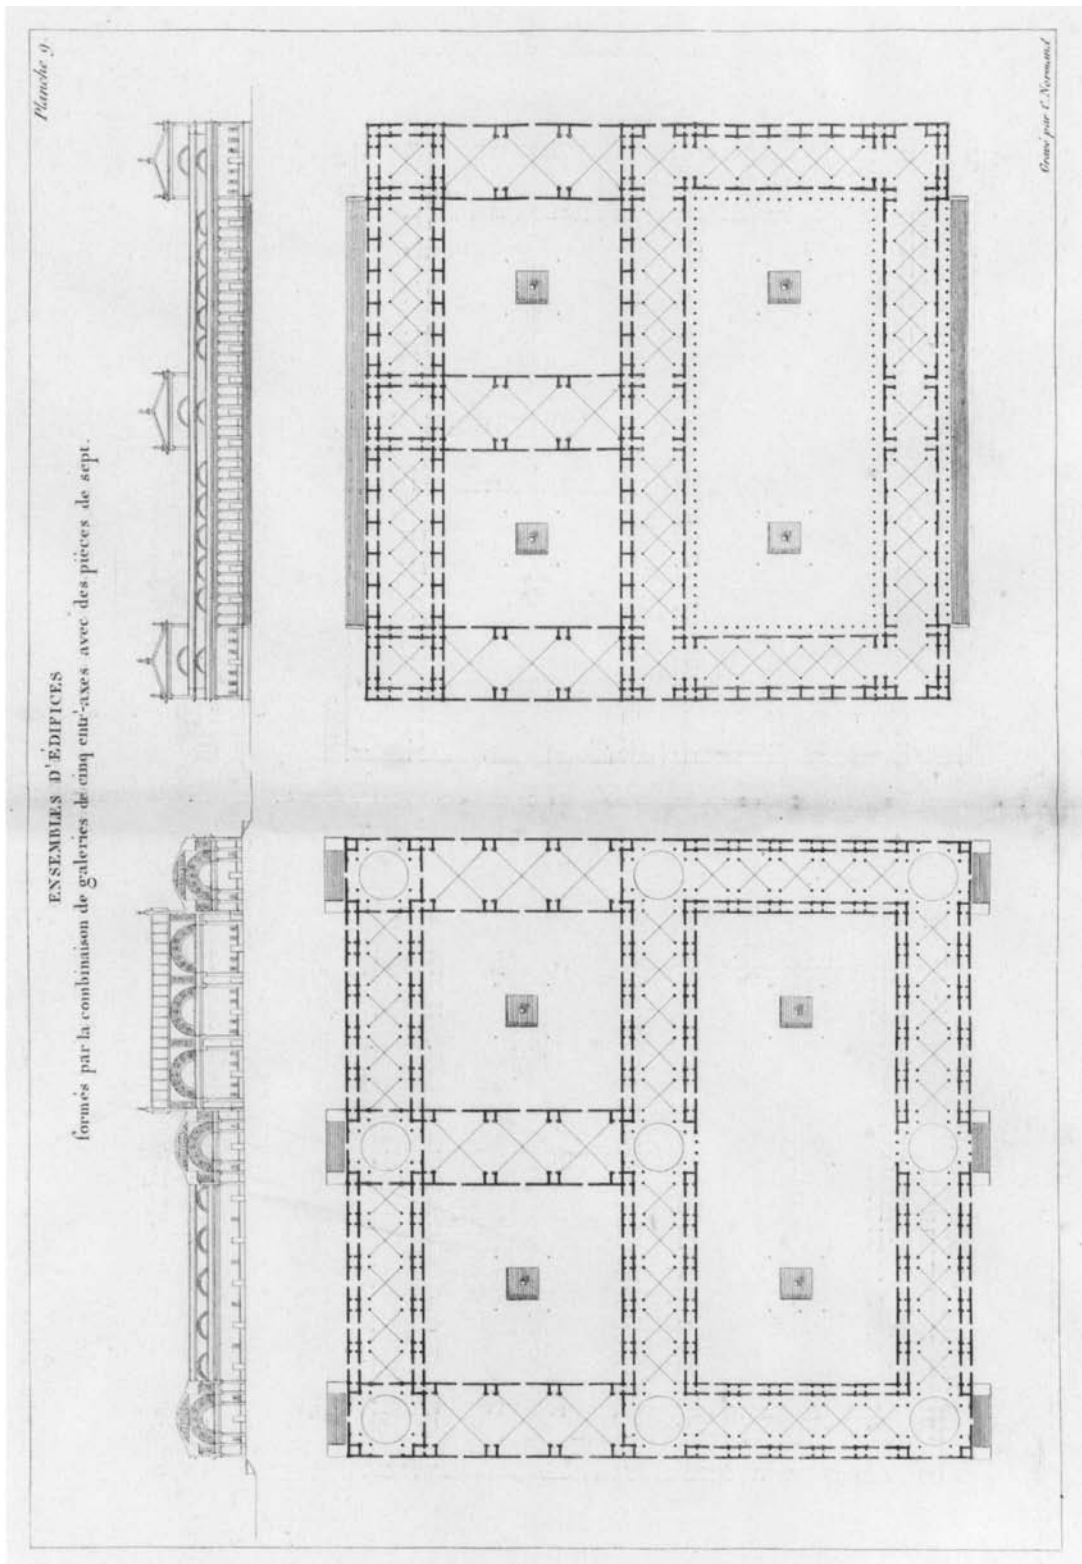 Planche 9.
ENSEMBLES D'ÉDIFICES
formés par la combinaison de galeries de cinq entr'axes avec des pièces de sept.
Gravé par C. Normand